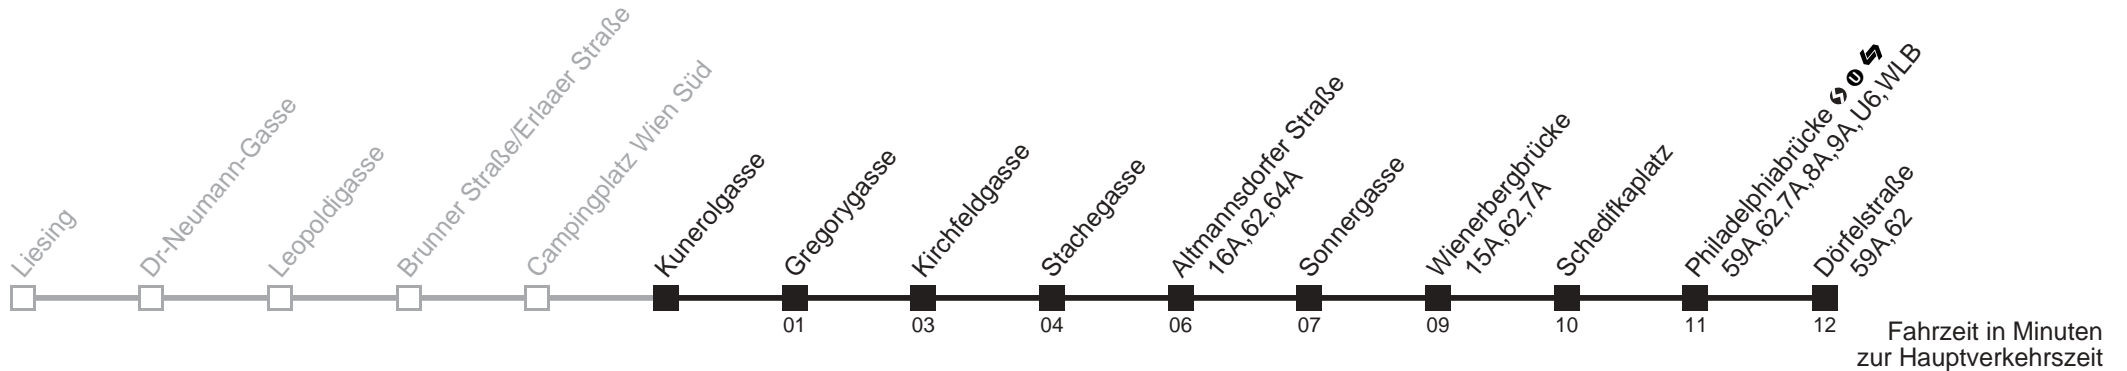 Liesing
Dr-Neumann-Gasse
Leopoldigasse
Brunner Straße/Erlaaer Straße
Campingplatz Wien Süd
Kunerolgasse
Gregorygasse
Kirchfeldgasse
Stachegasse
Altmannsdorfer Straße
16A,62,64A
Sonnergasse
Wienerbergbrücke
15A,62,7A
Schedifkaplatz
Philadelphiabrücke S U
59A,62,7A,8A,9A,U6,WLB
Dörfelstraße
59A,62
01
03
04
06
07
09
10
11
12
Fahrzeit in Minuten
zur Hauptverkehrszeit